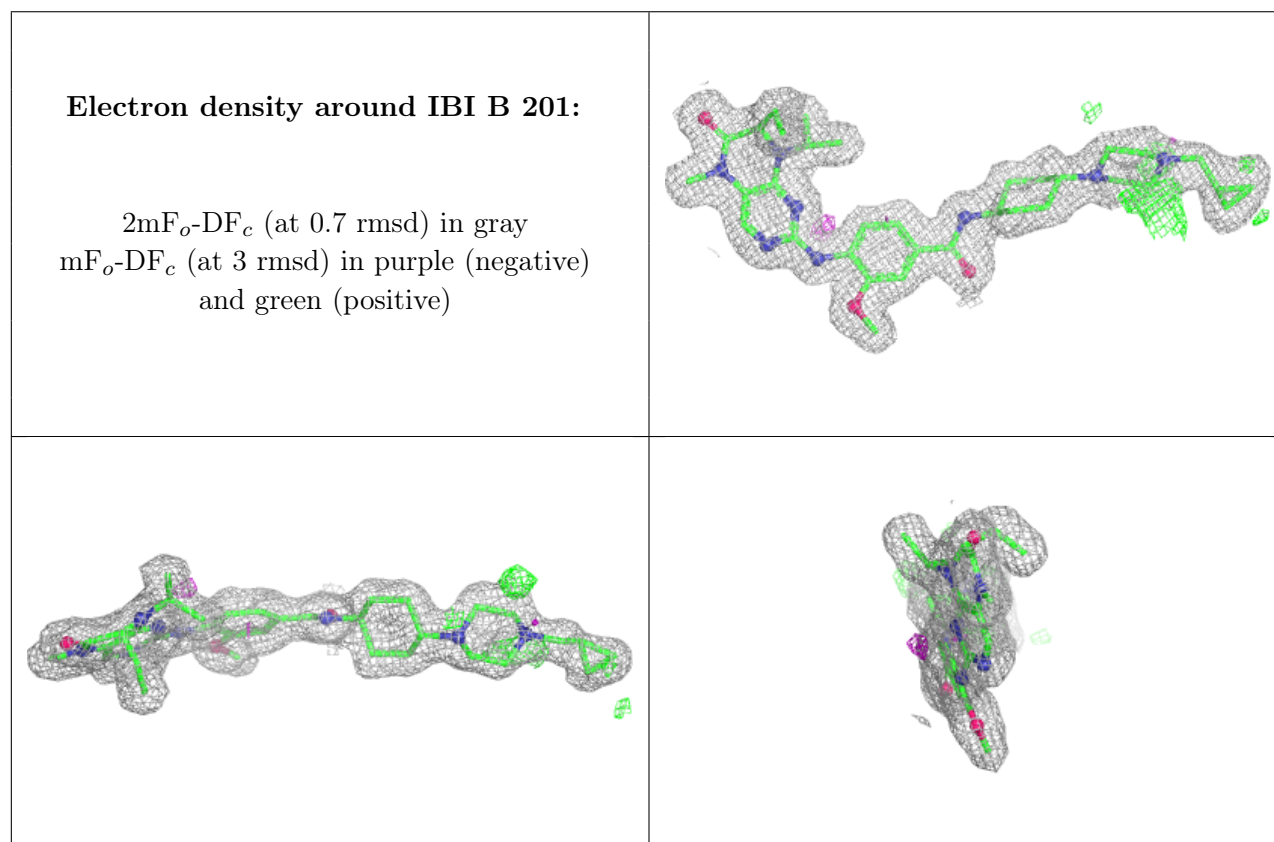 Electron density around IBI B 201:
2mFo-DFc (at 0.7 rmsd) in gray
mFo-DFc (at 3 rmsd) in purple (negative)
and green (positive)